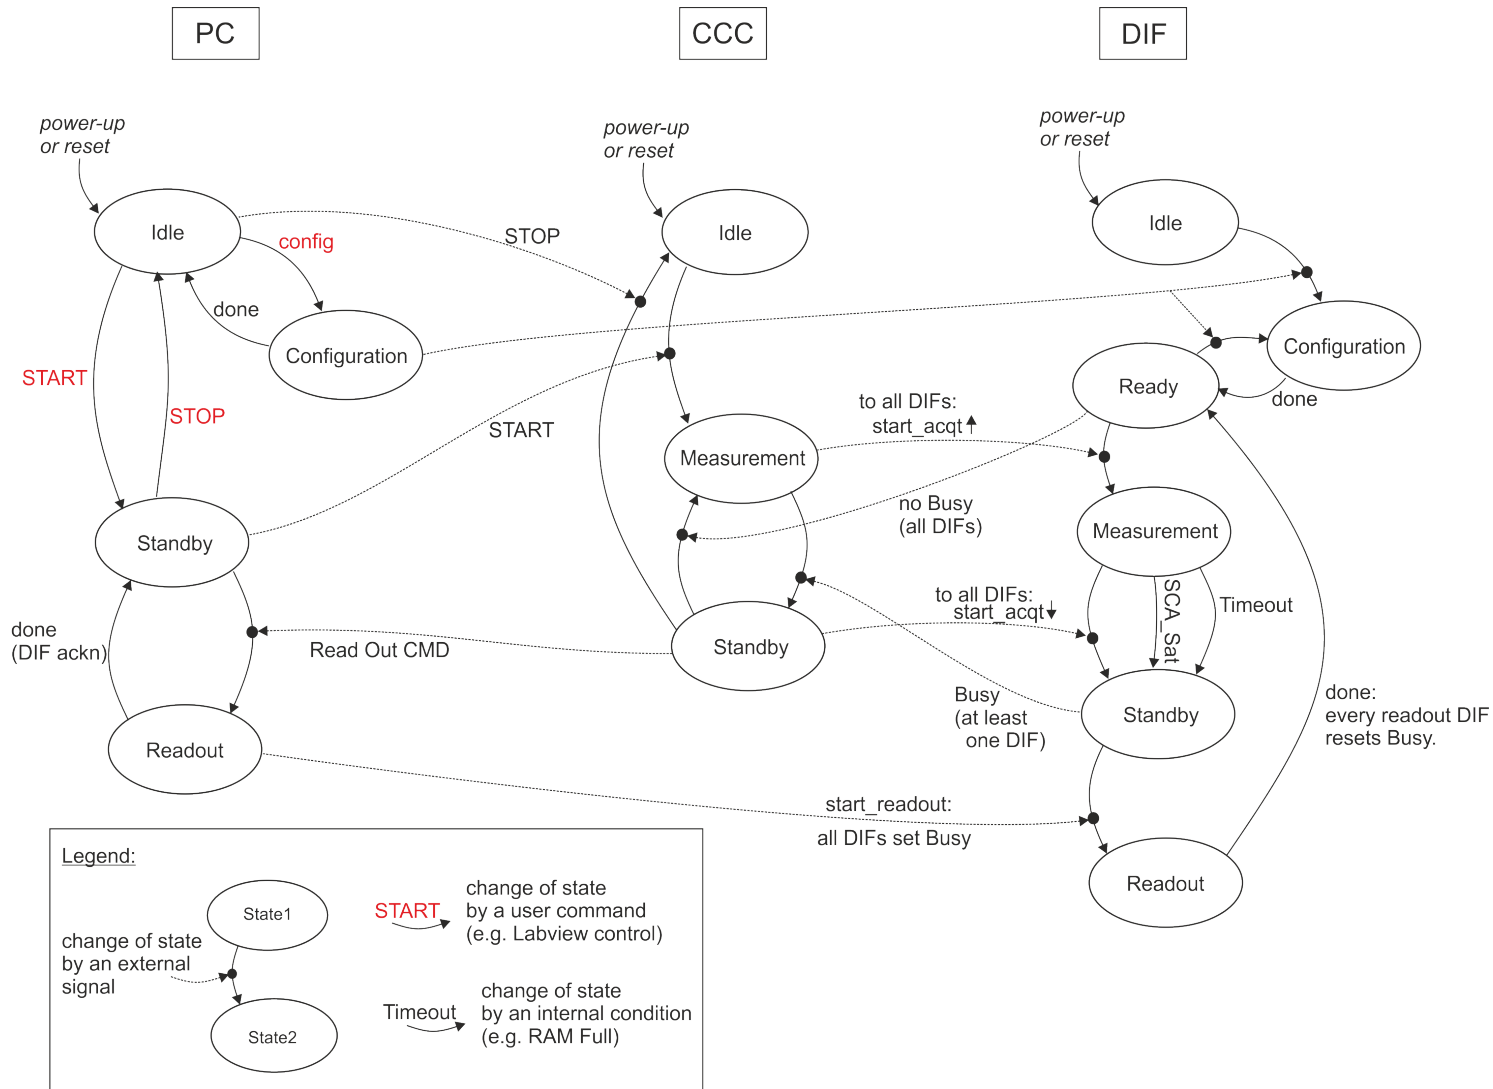 PC
CCC
DIF
power-up
or reset
power-up
or reset
power-up
or reset
Idle
Idle
Idle
config
STOP
done
Configuration
Configuration
START
STOP
START
Ready
done
to all DIFs:
start_acqt
Measurement
no Busy
(all DIFs)
Measurement
Standby
SCA_Sat
Timeout
to all DIFs:
start_acqt
done
(DIF ackn)
Read Out CMD
Standby
Busy
(at least
one DIF)
Standby
done:
every readout DIF
resets Busy.
Readout
start_readout:
all DIFs set Busy
Readout
Legend:
State1
change of state
by an external
signal
State2
START
change of state
by a user command
(e.g. Labview control)
Timeout
change of state
by an internal condition
(e.g. RAM Full)